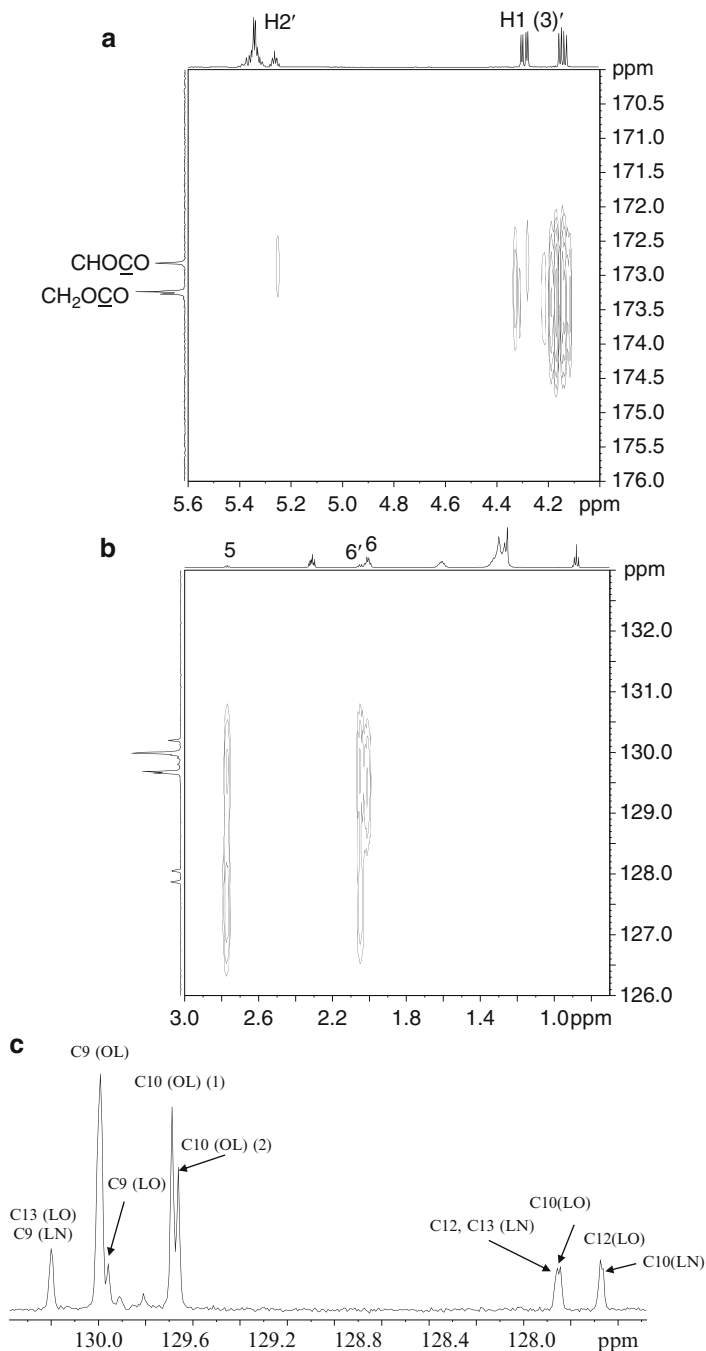 a
H2′
H1 (3)′
ppm
170.5
171.0
171.5
172.0
172.5
173.0
173.5
174.0
174.5
175.0
175.5
176.0
CHOCO
CH₂OCO
5.6 5.4 5.2 5.0 4.8 4.6 4.4 4.2 ppm
b
5
6′ 6
ppm
132.0
131.0
130.0
129.0
128.0
127.0
126.0
3.0 2.6 2.2 1.8 1.4 1.0ppm
c
C9 (OL)
C10 (OL) (1)
C10 (OL) (2)
C9 (LO)
C13 (LO)
C9 (LN)
C10(LO)
C12, C13 (LN)
C12(LO)
C10(LN)
130.0 129.6 129.2 128.8 128.4 128.0 ppm